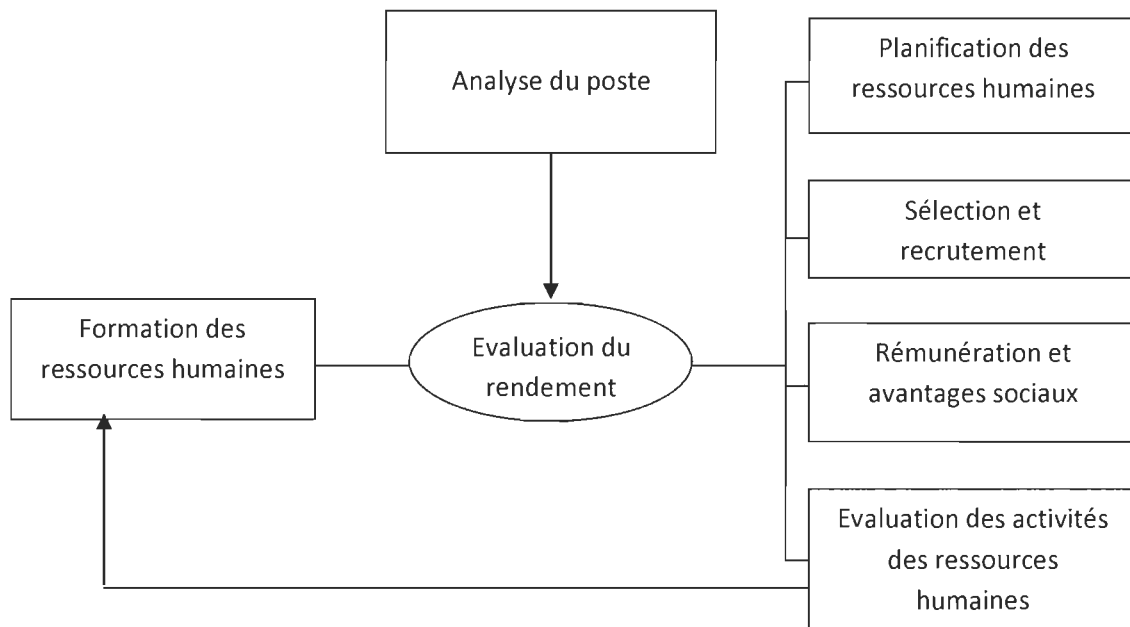 Analyse du poste
Planification des
ressources humaines
Sélection et
recrutement
Formation des
ressources humaines
Evaluation du
rendement
Rémunération et
avantages sociaux
Evaluation des activités
des ressources
humaines